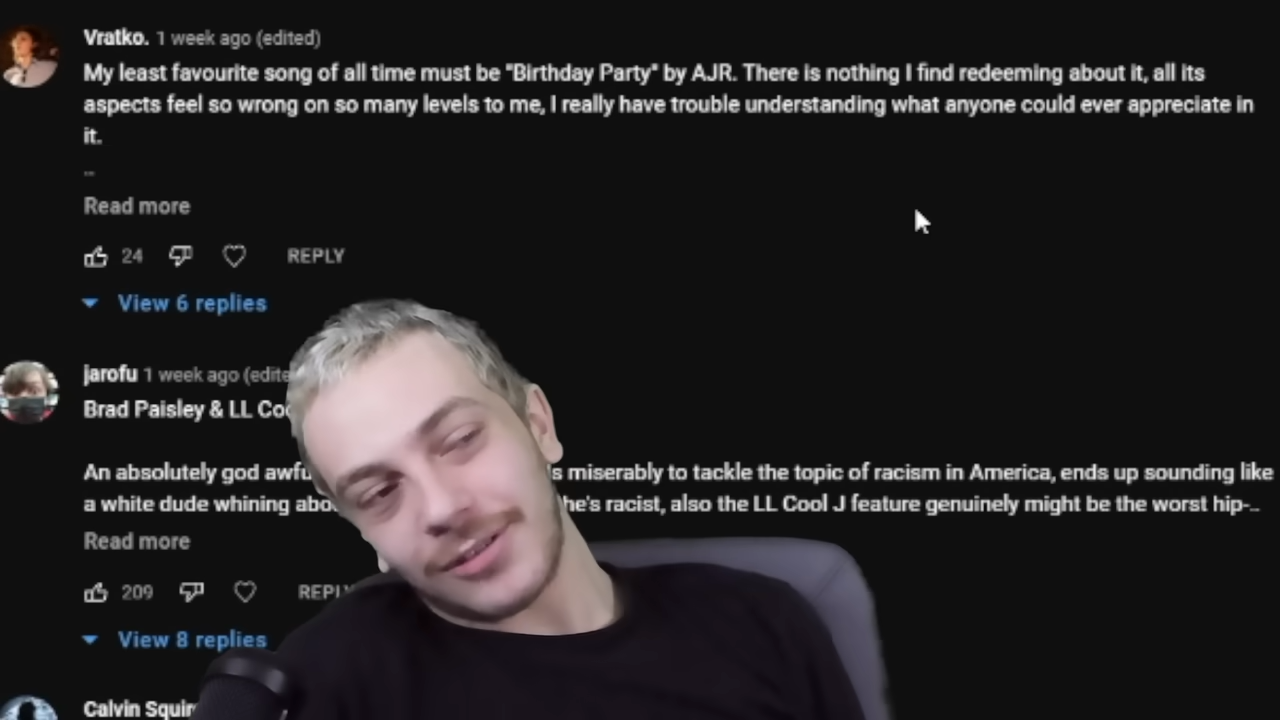 Vratko. 1 week ago (edited)
My least favourite song of all time must be "Birthday Party" by AJR. There is nothing I find redeeming about it, all its
aspects feel so wrong on so many levels to me, I really have trouble understanding what anyone could ever appreciate in
it.
..
Read more
24 REPLY
View 6 replies
jarofu 1 week ago
Brad Paisley & LL
An absolutely god miserably to tackle the topic of racism in America, ends up sounding like
a white dude whining he's racist, also the LL Cool J feature genuinely might be the worst hip-..
Read more
209
View 8 replies
Calvin